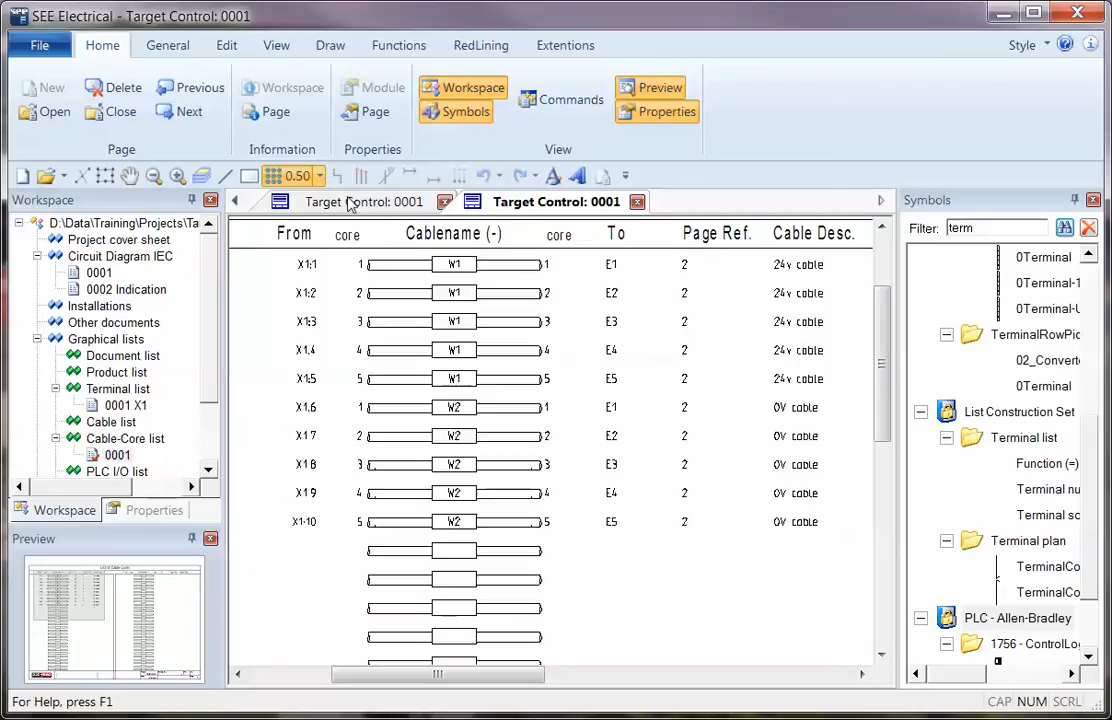 SEE Electrical - Target Control: 0001
File Home General Edit View Draw Functions RedLining Extentions Style
New Delete Previous Workspace Module Workspace Commands Preview
Open Close Next Page Page Symbols Properties
Page Information Properties View
0.50
Workspace
Target Control: 0001 Target Control: 0001
Symbols
Filter: term
D:\Data\Training\Projects\Ta
Project cover sheet
Circuit Diagram IEC
0001
0002 Indication
Installations
Other documents
Graphical lists
Document list
Product list
Terminal list
0001 X1
Cable list
Cable-Core list
0001
PLC I/O list
Workspace Properties
Preview
From core Cablename (-) core To Page Ref. Cable Desc.
X1:1 1 W1 1 E1 2 24v cable
X1:2 2 W1 2 E2 2 24v cable
X1:3 3 W1 3 E3 2 24v cable
X1:4 4 W1 4 E4 2 24v cable
X1:5 5 W1 5 E5 2 24v cable
X1:6 1 W2 1 E1 2 0V cable
X1:7 2 W2 2 E2 2 0V cable
X1:8 3 W2 3 E3 2 0V cable
X1:9 4 W2 4 E4 2 0V cable
X1:10 5 W2 5 E5 2 0V cable
0Terminal
0Terminal-1
0Terminal-U
TerminalRowPic
02_Converte
0Terminal
List Construction Set
Terminal list
Function (=)
Terminal nu
Terminal sc
Terminal plan
TerminalCo
TerminalCo
PLC - Allen-Bradley
1756 - ControlLo
For Help, press F1
CAP NUM SCRL